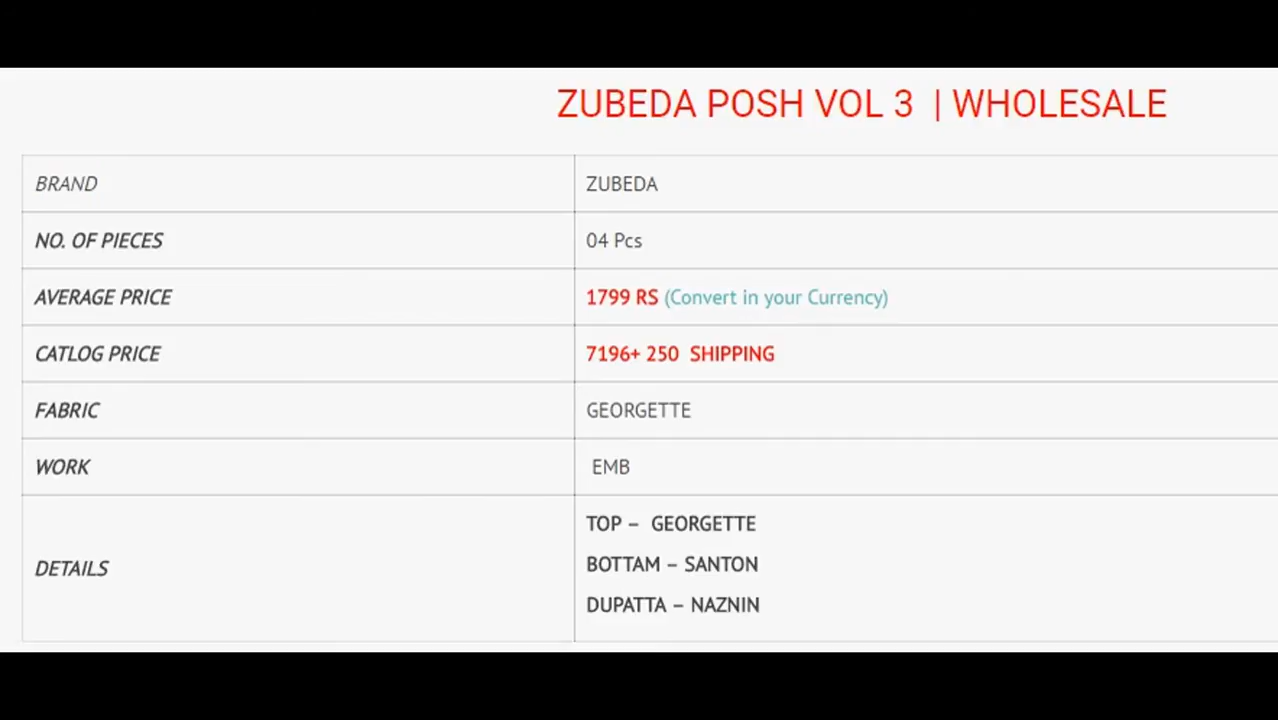 ZUBEDA POSH VOL 3 | WHOLESALE
BRAND ZUBEDA
NO. OF PIECES 04 Pcs
AVERAGE PRICE 1799 RS (Convert in your Currency)
CATLOG PRICE 7196+ 250 SHIPPING
FABRIC GEORGETTE
WORK EMB
DETAILS
TOP – GEORGETTE
BOTTAM – SANTON
DUPATTA – NAZNIN